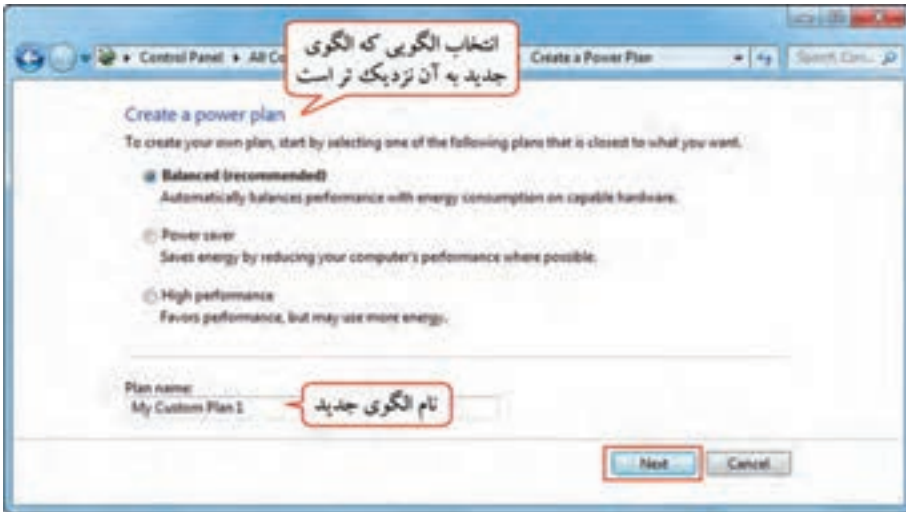 انتخاب الگویی که الگوی
جدید به آن نزدیک تر است
Control Panel All Co
Create a Power Plan
Search Con...
Create a power plan
To create your own plan, start by selecting one of the following plans that is closest to what you want.
Balanced (recommended)
Automatically balances performance with energy consumption on capable hardware.
Power saver
Saves energy by reducing your computer's performance where possible.
High performance
Favors performance, but may use more energy.
Plan name:
My Custom Plan 1
نام الگوی جدید
Next Cancel